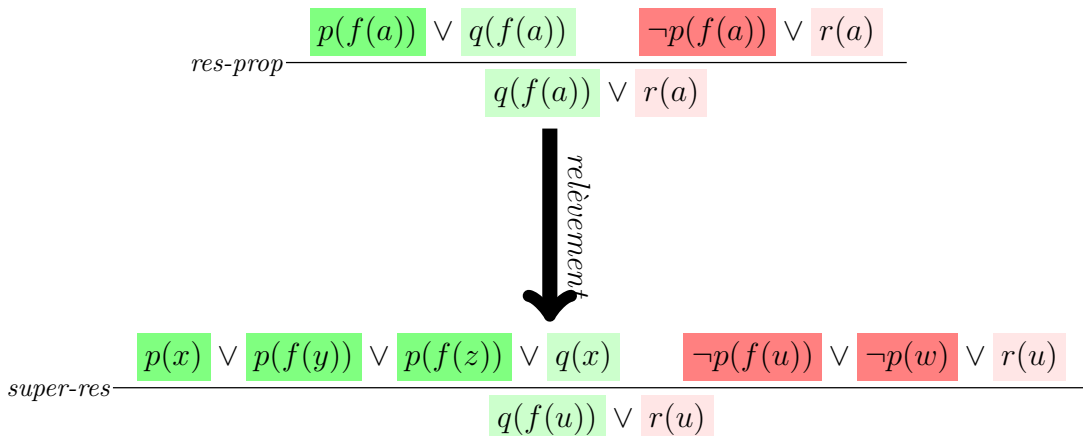 p(f(a)) ∨ q(f(a)) ¬p(f(a)) ∨ r(a)
res-prop
q(f(a)) ∨ r(a)
relèvement
p(x) ∨ p(f(y)) ∨ p(f(z)) ∨ q(x) ¬p(f(u)) ∨ ¬p(w) ∨ r(u)
super-res
q(f(u)) ∨ r(u)